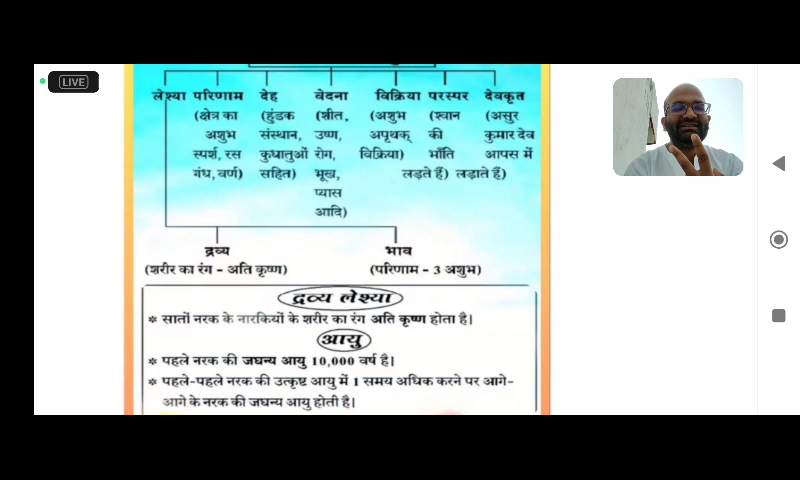 LIVE
लेश्या परिणाम देह वेदना विक्रिया परस्पर देवकृत
(क्षेत्र का (हुंडक (शीत, (अशुभ (श्वान (असुर
अशुभ संस्थान, उष्ण, अपृथक् की कुमार देव
स्पर्श, रस कुधातुओं रोग, विक्रिया) भाँति आपस में
गंध, वर्ण) सहित) भूख, लड़ते हैं) लड़ाते हैं)
प्यास
आदि)
द्रव्य भाव
(शरीर का रंग - अति कृष्ण) (परिणाम - 3 अशुभ)
द्रव्य लेश्या
* सातों नरक के नारकियों के शरीर का रंग अति कृष्ण होता है।
आयु
* पहले नरक की जघन्य आयु 10,000 वर्ष है।
* पहले-पहले नरक की उत्कृष्ट आयु में 1 समय अधिक करने पर आगे-
आगे के नरक की जघन्य आयु होती है।